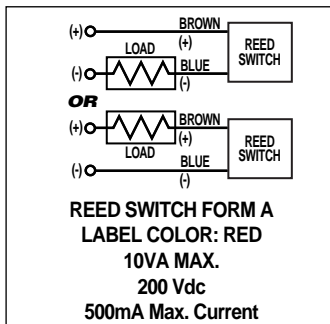 (+) BROWN
LOAD (+) REED
SWITCH
(-) BLUE
(-)
OR
(+) BROWN
LOAD (+) REED
SWITCH
(-) BLUE
(-)
REED SWITCH FORM A
LABEL COLOR: RED
10VA MAX.
200 Vdc
500mA Max. Current